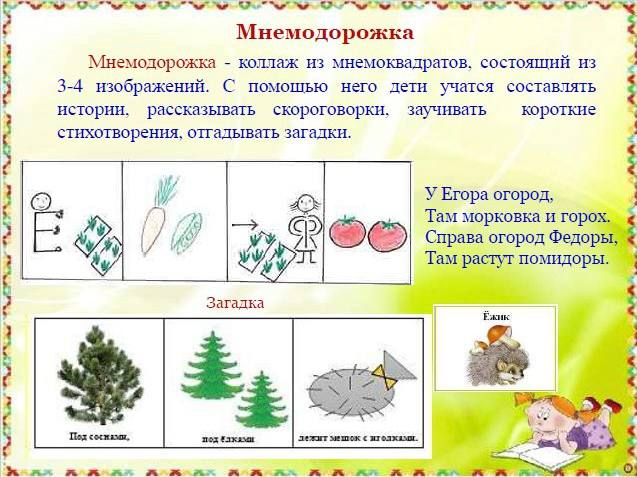 Мнемодорожка
Мнемодорожка - коллаж из мнемоквадратов, состоящий из
3-4 изображений. С помощью него дети учатся составлять
истории, рассказывать скороговорки, заучивать короткие
стихотворения, отгадывать загадки.
У Егора огород,
Там морковка и горох.
Справа огород Федоры,
Там растут помидоры.
Загадка
Под соснами,
под ёлками
лежит мешок с иголками.
Ёжик